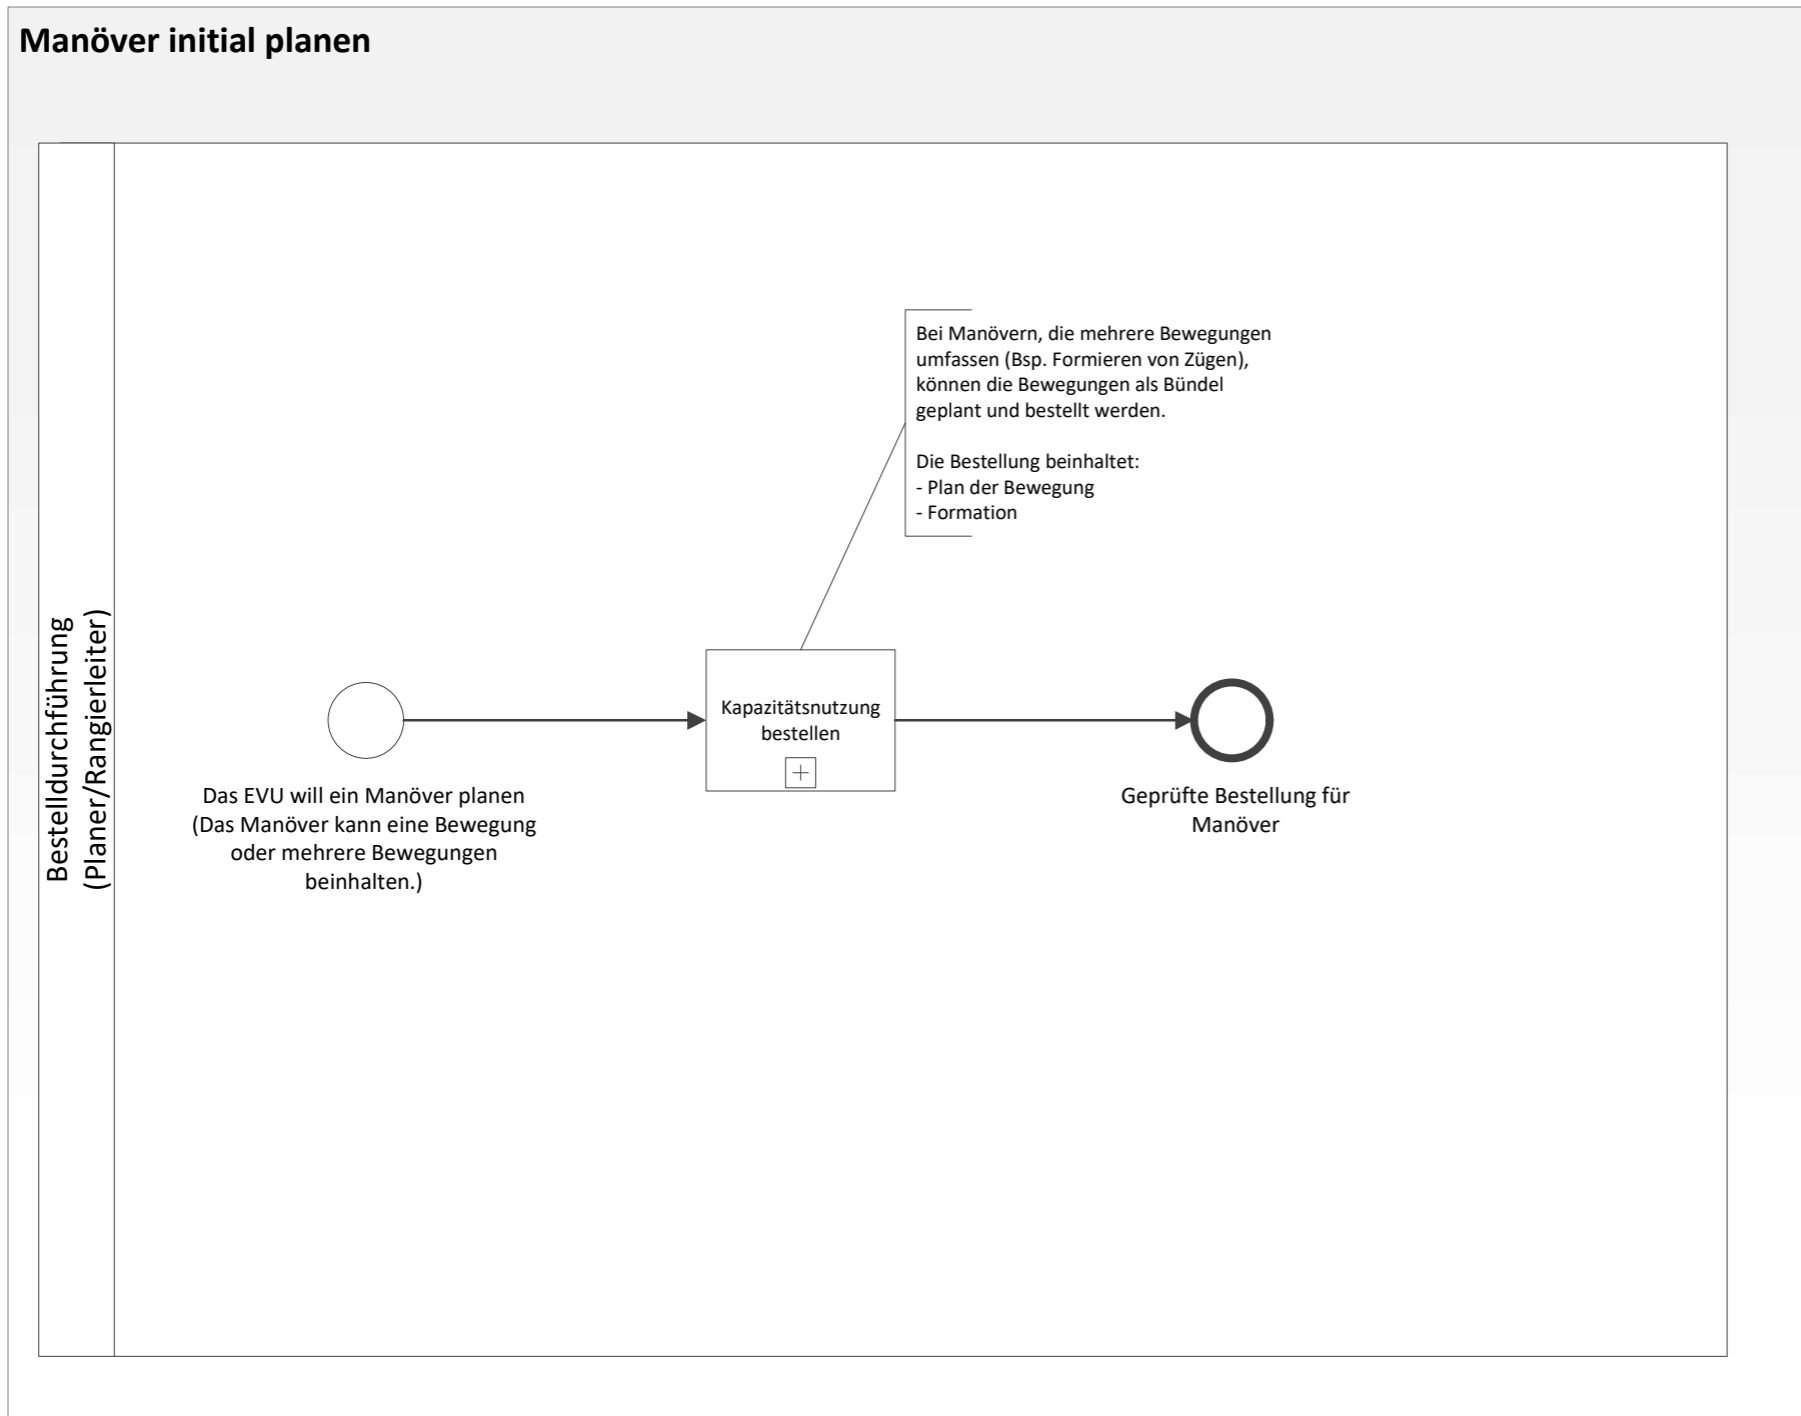 Manöver initial planen
Bestelldurchführung
(Planer/Rangierleiter)
Bei Manövern, die mehrere Bewegungen
umfassen (Bsp. Formieren von Zügen),
können die Bewegungen als Bündel
geplant und bestellt werden.
Die Bestellung beinhaltet:
- Plan der Bewegung
- Formation
Das EVU will ein Manöver planen
(Das Manöver kann eine Bewegung
oder mehrere Bewegungen
beinhalten.)
Kapazitätsnutzung
bestellen
Geprüfte Bestellung für
Manöver